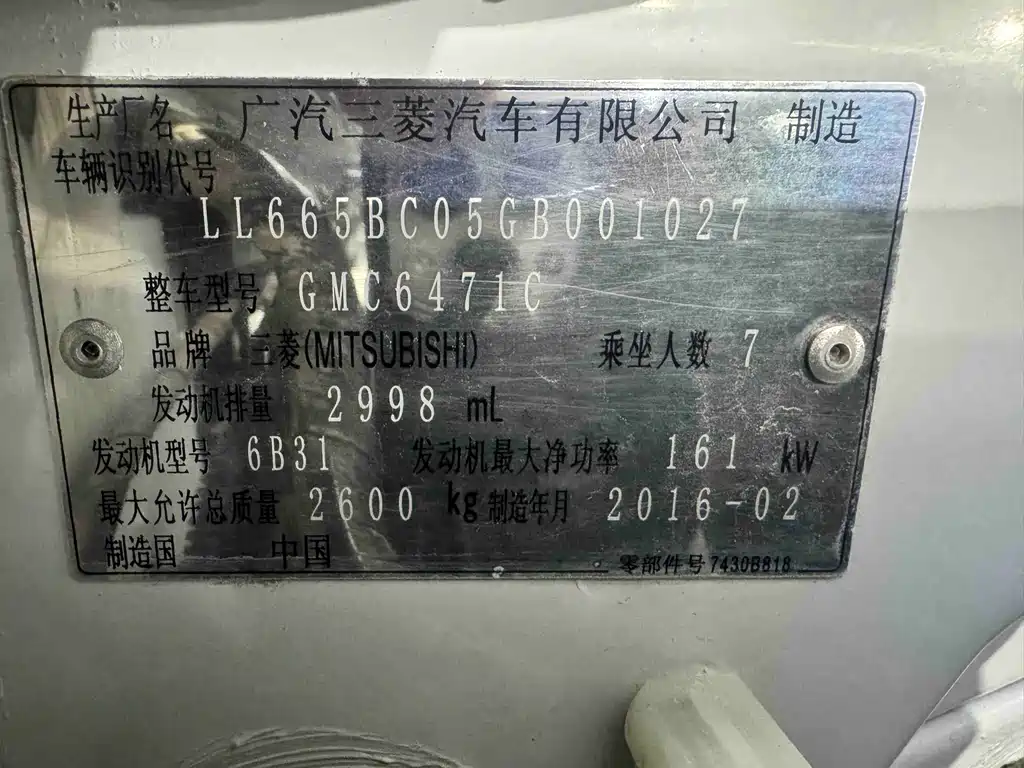 生产厂名 广汽三菱汽车有限公司 制造
车辆识别代号
LL665BC05GB001027
整车型号 GMC6471C
品牌 三菱(MITSUBISHI) 乘坐人数 7
发动机排量 2998 mL
发动机型号 6B31 发动机最大净功率 161 kW
最大允许总质量 2600 kg 制造年月 2016-02
制造国 中国
零部件号 7430B818